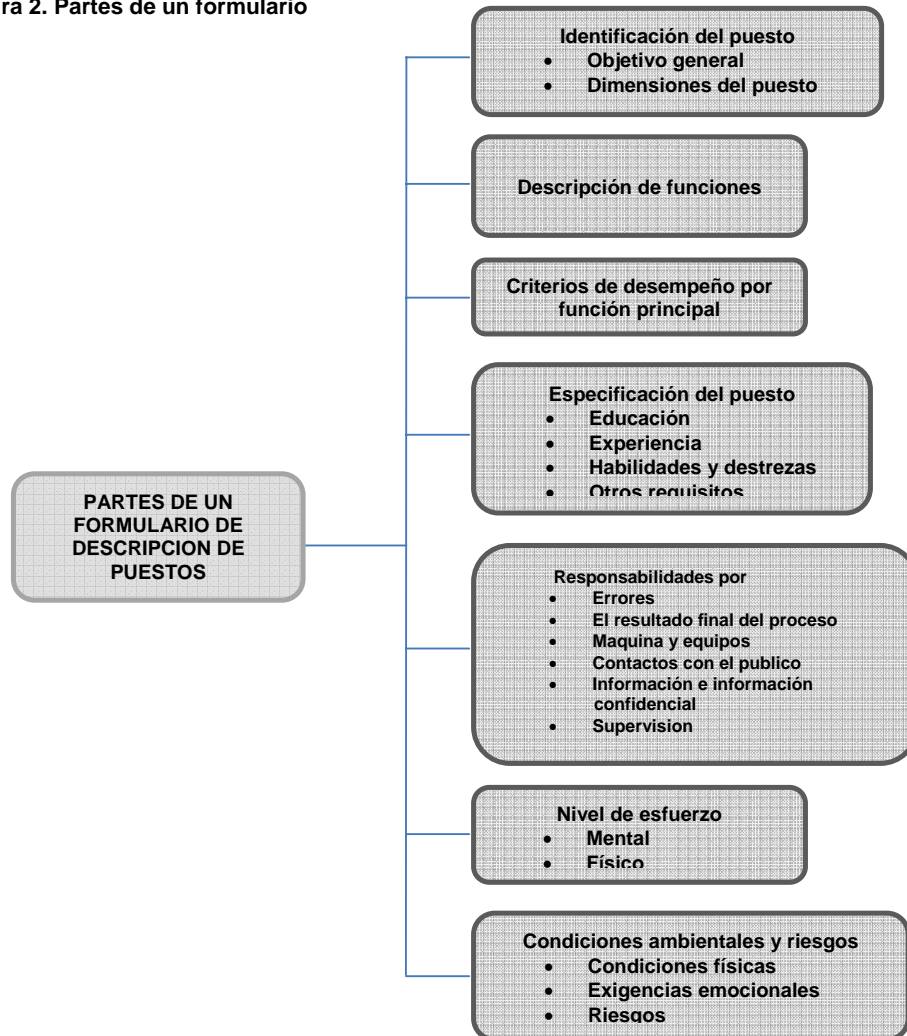 ra 2. Partes de un formulario
Identificación del puesto
• Objetivo general
• Dimensiones del puesto
Descripción de funciones
Criterios de desempeño por
función principal
Especificación del puesto
• Educación
• Experiencia
• Habilidades y destrezas
• Otros requisitos
PARTES DE UN
FORMULARIO DE
DESCRIPCION DE
PUESTOS
Responsabilidades por
• Errores
• El resultado final del proceso
• Maquina y equipos
• Contactos con el publico
• Información e información
confidencial
• Supervision
Nivel de esfuerzo
• Mental
• Físico
Condiciones ambientales y riesgos
• Condiciones físicas
• Exigencias emocionales
• Riesgos